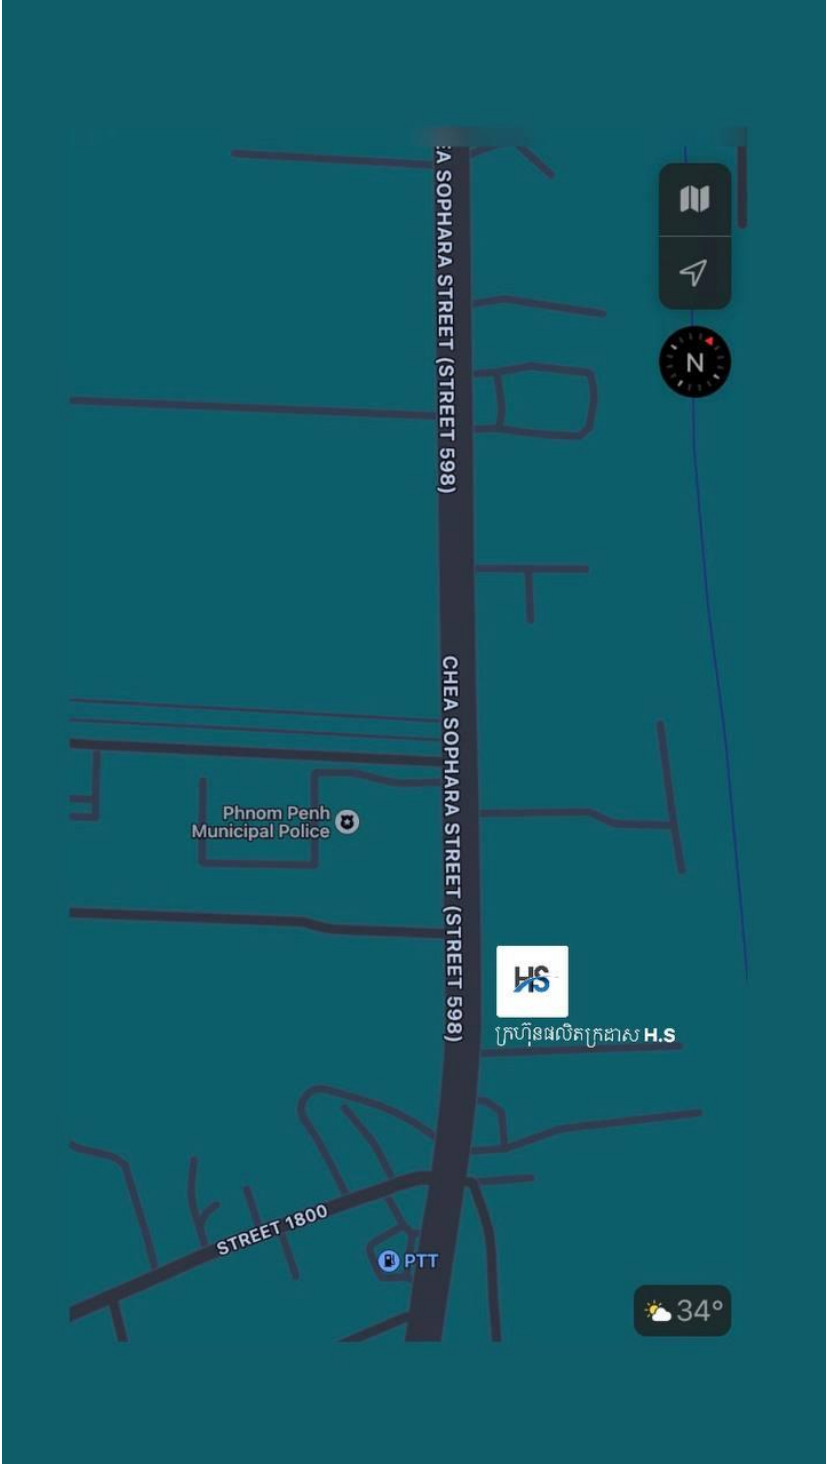 EA SOPHARA STREET (STREET 598)
N
CHEA SOPHARA STREET (STREET 598)
Phnom Penh
Municipal Police
HS
ក្រហ៊ុនផលិតក្រដាស H.S
STREET 1800
PTT
34°